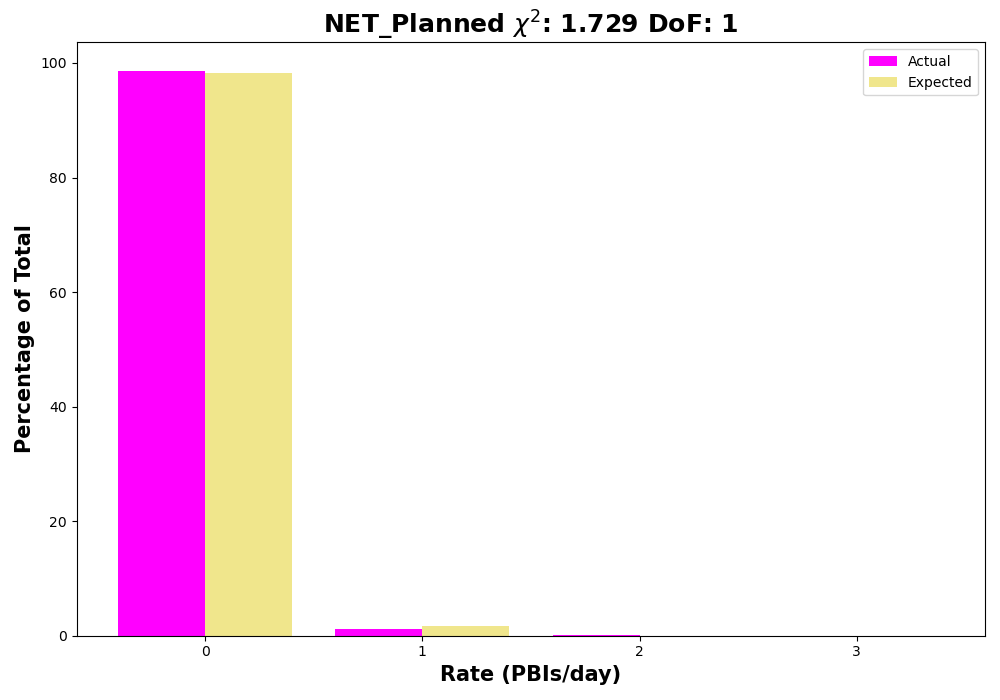 NET_Planned χ²: 1.729 DoF: 1
Actual
Expected
100
80
60
40
20
0
Percentage of Total
0 1 2 3
Rate (PBIs/day)